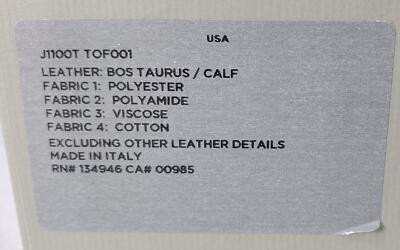 USA
J1100T TOF001
LEATHER: BOS TAURUS / CALF
FABRIC 1: POLYESTER
FABRIC 2: POLYAMIDE
FABRIC 3: VISCOSE
FABRIC 4: COTTON
EXCLUDING OTHER LEATHER DETAILS
MADE IN ITALY
RN# 134946 CA# 00985